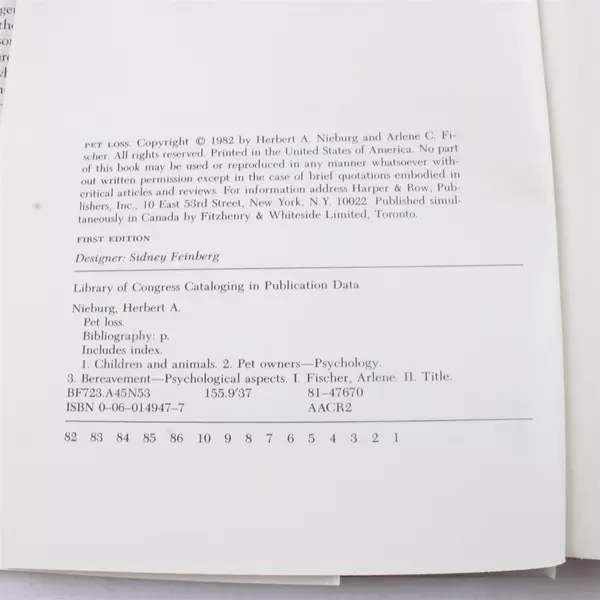 PET LOSS. Copyright © 1982 by Herbert A. Nieburg and Arlene C. Fi-
scher. All rights reserved. Printed in the United States of America. No part
of this book may be used or reproduced in any manner whatsoever with-
out written permission except in the case of brief quotations embodied in
critical articles and reviews. For information address Harper & Row, Pub-
lishers, Inc., 10 East 53rd Street, New York, N.Y. 10022. Published simul-
taneously in Canada by Fitzhenry & Whiteside Limited, Toronto.
FIRST EDITION
Designer: Sidney Feinberg
Library of Congress Cataloging in Publication Data
Nieburg, Herbert A.
Pet loss.
Bibliography: p.
Includes index.
1. Children and animals. 2. Pet owners—Psychology.
3. Bereavement—Psychological aspects. I. Fischer, Arlene. II. Title.
BF723.A45N53 155.9'37 81-47670
ISBN 0-06-014947-7 AACR2
82 83 84 85 86 10 9 8 7 6 5 4 3 2 1